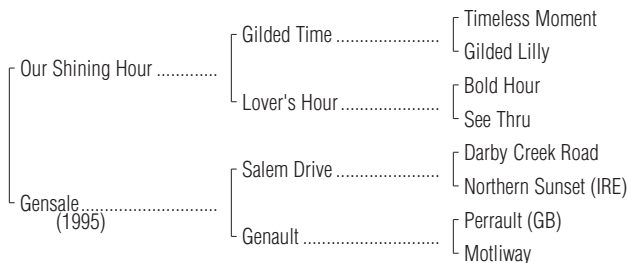 Timeless Moment
Gilded Time ......................
Gilded Lilly
Our Shining Hour .............
Bold Hour
Lover's Hour .....................
See Thru
Darby Creek Road
Salem Drive ......................
Northern Sunset (IRE)
Gensale.............................
(1995)
Perrault (GB)
Genault .............................
Motliway